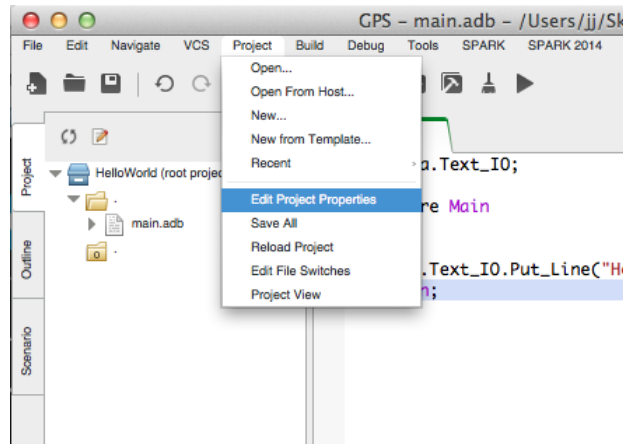 GPS - main.adb - /Users/jj/Sk
File Edit Navigate VCS Project Build Debug Tools SPARK SPARK 2014
Open...
Open From Host...
New...
New from Template...
Recent
Edit Project Properties
Save All
Reload Project
Edit File Switches
Project View
Project
Outline
Scenario
HelloWorld (root projec
.
main.adb
.
a.Text_IO;
re Main
.Text_IO.Put_Line("He
n;